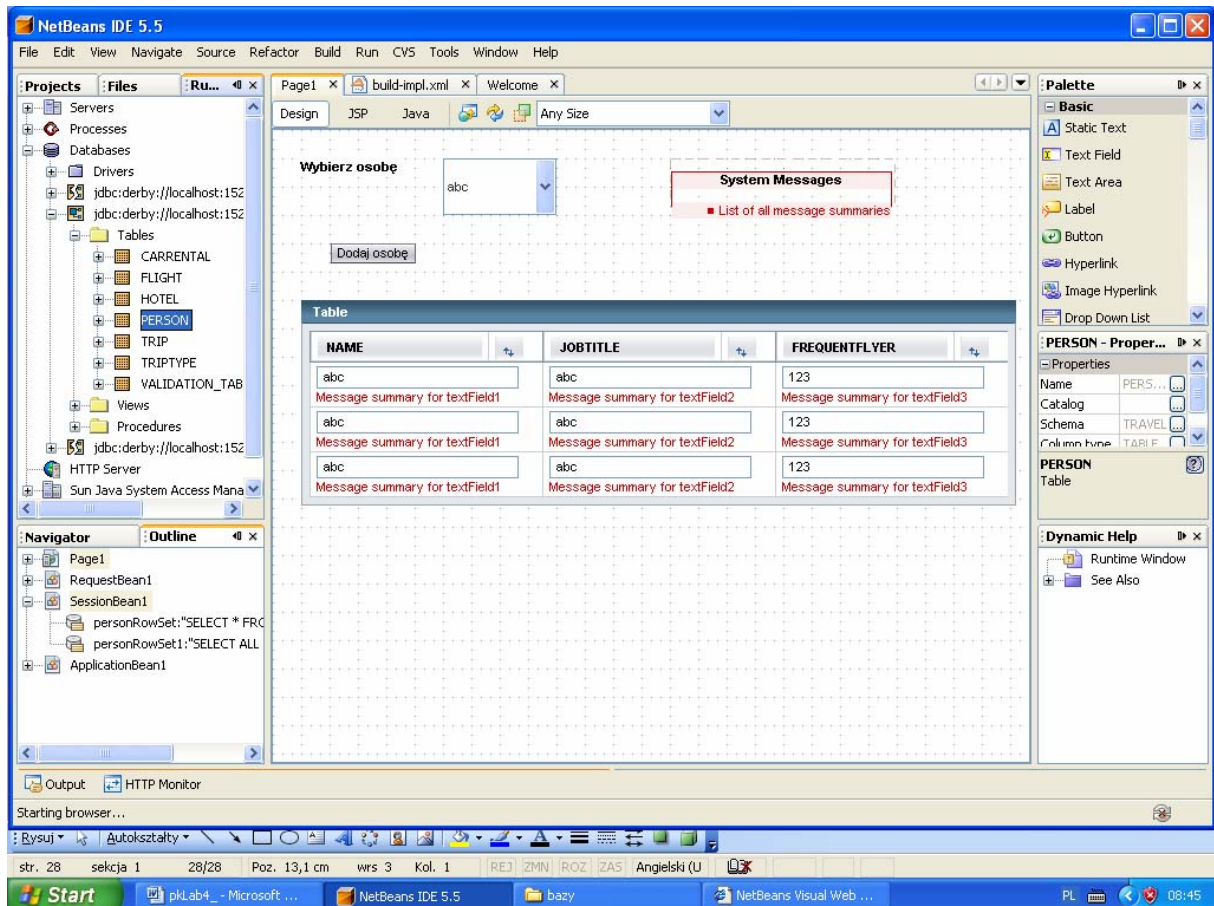 NetBeans IDE 5.5
File Edit View Navigate Source Refactor Build Run CVS Tools Window Help
Projects Files Ru...
Servers
Processes
Databases
Drivers
jdbc:derby://localhost:152
jdbc:derby://localhost:152
Tables
CARRENTAL
FLIGHT
HOTEL
PERSON
TRIP
TRIPTYPE
VALIDATION_TAB
Views
Procedures
jdbc:derby://localhost:152
HTTP Server
Sun Java System Access Mana
Navigator Outline
Page1
RequestBean1
SessionBean1
personRowSet:"SELECT * FRO
personRowSet1:"SELECT ALL
ApplicationBean1
Page1 build-impl.xml Welcome
Design JSP Java Any Size
Wybierz osobę
abc
System Messages
List of all message summaries
Dodaj osobę
Table
NAME JOBTITLE FREQUENTFLYER
abc abc 123
Message summary for textField1 Message summary for textField2 Message summary for textField3
abc abc 123
Message summary for textField1 Message summary for textField2 Message summary for textField3
abc abc 123
Message summary for textField1 Message summary for textField2 Message summary for textField3
Palette
Basic
Static Text
Text Field
Text Area
Label
Button
Hyperlink
Image Hyperlink
Drop Down List
PERSON - Proper...
Properties
Name PERS... ...
Catalog ...
Schema TRAVEL ...
Column type TABLE
PERSON
Table
Dynamic Help
Runtime Window
See Also
Output HTTP Monitor
Starting browser...
Rysuj Autokształty
str. 28 sekcja 1 28/28 Poz. 13,1 cm wrs 3 Kol. 1 REJ ZMN ROZ ZAS Angielski (U
Start pkLab4_ - Microsoft ... NetBeans IDE 5.5 bazy NetBeans Visual Web ... PL 08:45